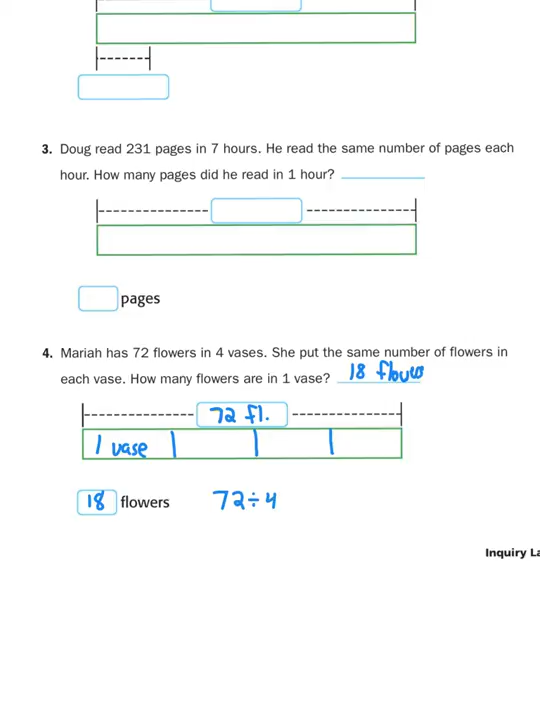 3. Doug read 231 pages in 7 hours. He read the same number of pages each
hour. How many pages did he read in 1 hour?
pages
4. Mariah has 72 flowers in 4 vases. She put the same number of flowers in
each vase. How many flowers are in 1 vase? 18 flowers
72 fl.
1 vase
18 flowers 72÷4
Inquiry La